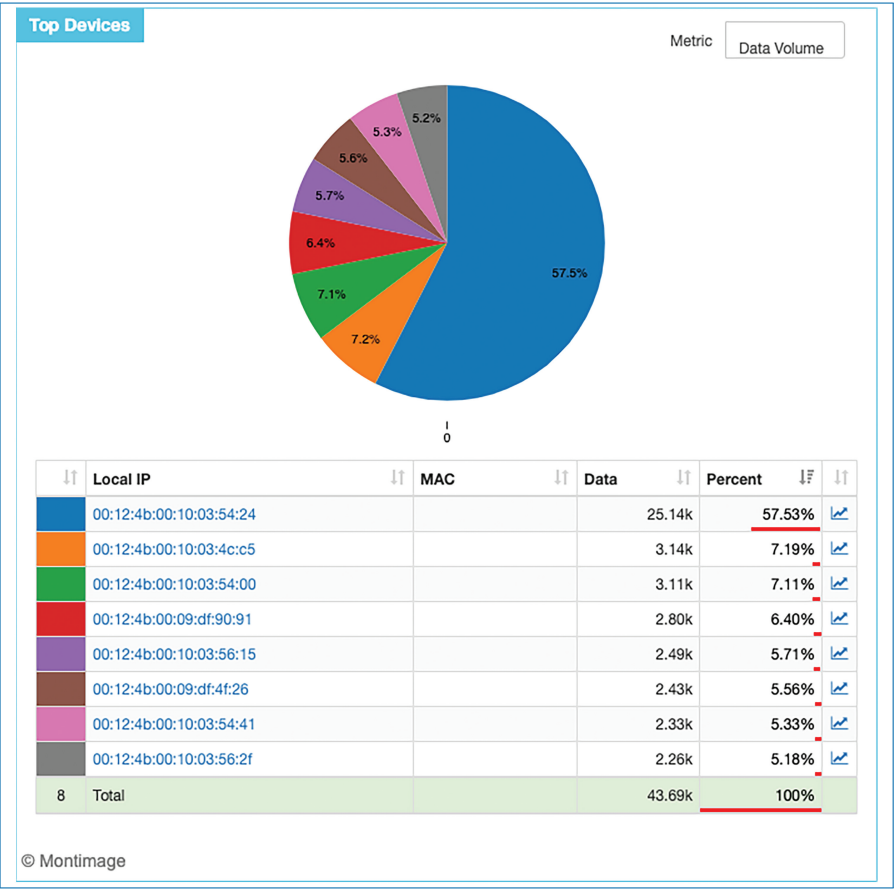 Top Devices
Metric
Data Volume
5.2%
5.3%
5.6%
5.7%
6.4%
7.1%
7.2%
57.5%
0
Local IP MAC Data Percent
00:12:4b:00:10:03:54:24 25.14k 57.53%
00:12:4b:00:10:03:4c:c5 3.14k 7.19%
00:12:4b:00:10:03:54:00 3.11k 7.11%
00:12:4b:00:09:df:90:91 2.80k 6.40%
00:12:4b:00:10:03:56:15 2.49k 5.71%
00:12:4b:00:09:df:4f:26 2.43k 5.56%
00:12:4b:00:10:03:54:41 2.33k 5.33%
00:12:4b:00:10:03:56:2f 2.26k 5.18%
8 Total 43.69k 100%
© Montimage